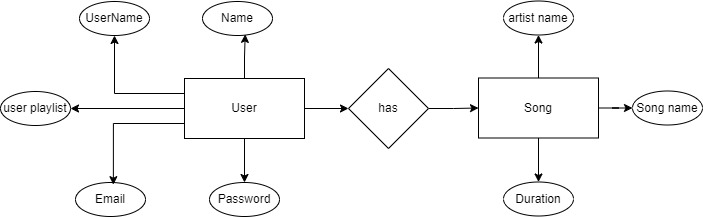 UserName
Name
artist name
user playlist
User
has
Song
Song name
Email
Password
Duration